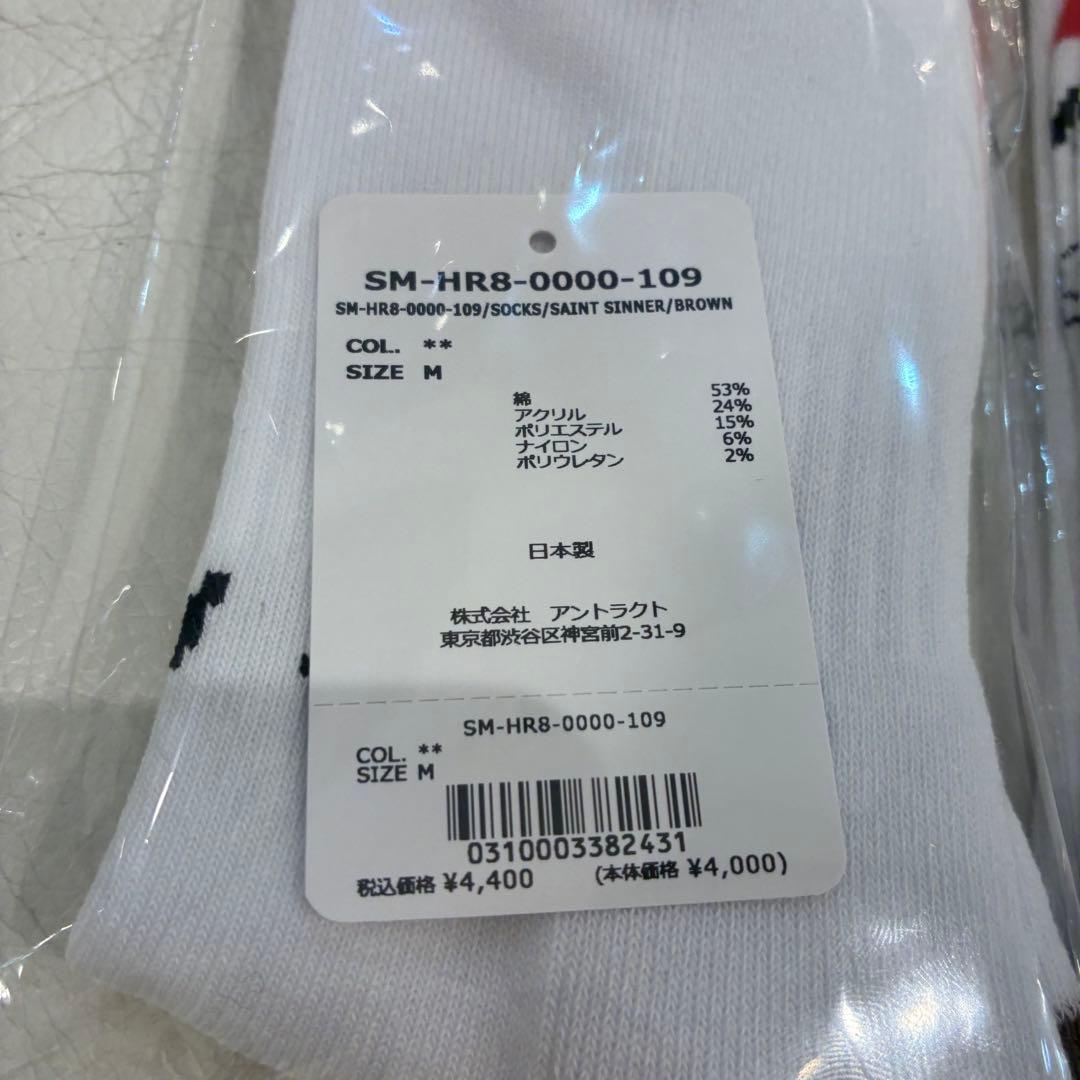 SM-HR8-0000-109
SM-HR8-0000-109/SOCKS/SAINT SINNER/BROWN
COL. **
SIZE M
綿 53%
アクリル 24%
ポリエステル 15%
ナイロン 6%
ポリウレタン 2%
日本製
株式会社 アントラクト
東京都渋谷区神宮前2-31-9
SM-HR8-0000-109
COL. **
SIZE M
0310003382431
税込価格 ¥4,400 (本体価格 ¥4,000)